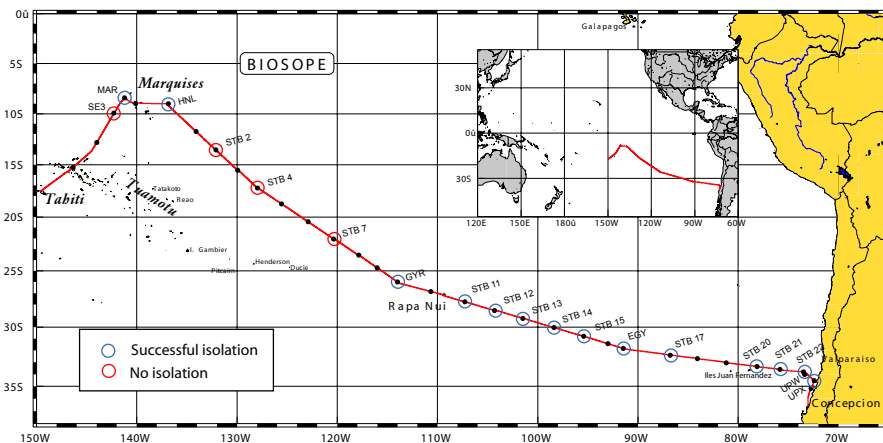 0û
5S
10S
15S
20S
25S
30S
35S
150W
140W
130W
120W
110W
100W
90W
80W
70W
BIOSOPE
Galapagos
Marquises
MAR
HNL
SE3
STB 2
STB 4
STB 7
Tahiti
Tuamotu
Tatakoto
Reao
I. Gambier
Pitcairn
Henderson
Ducie
GYR
Rapa Nui
STB 11
STB 12
STB 13
STB 14
STB 15
EGY
STB 17
STB 20
STB 21
STB 22
Iles Juan Fernandez
Valparaiso
UPW
UPX
Concepcion
Successful isolation
No isolation
30N
0û
30S
120E
150E
180û
150W
120W
90W
60W